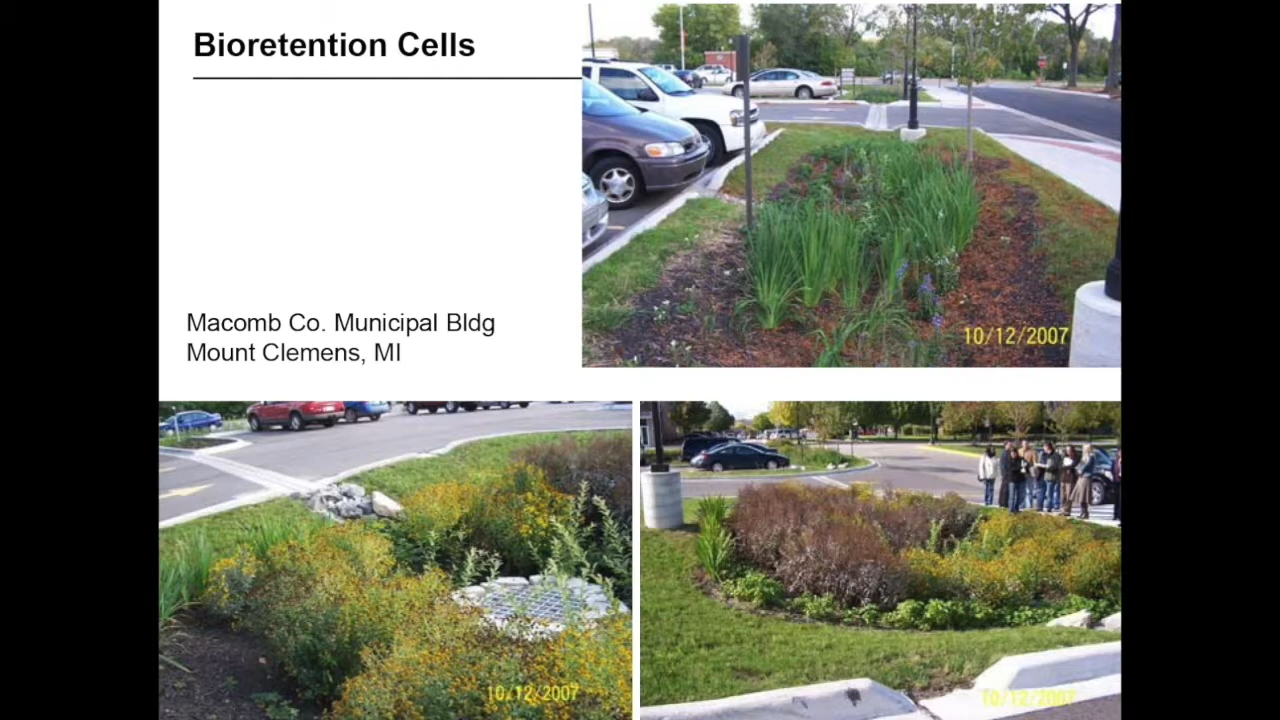 Bioretention Cells
Macomb Co. Municipal Bldg
Mount Clemens, MI
10/12/2007
10/12/2007
10/12/2007